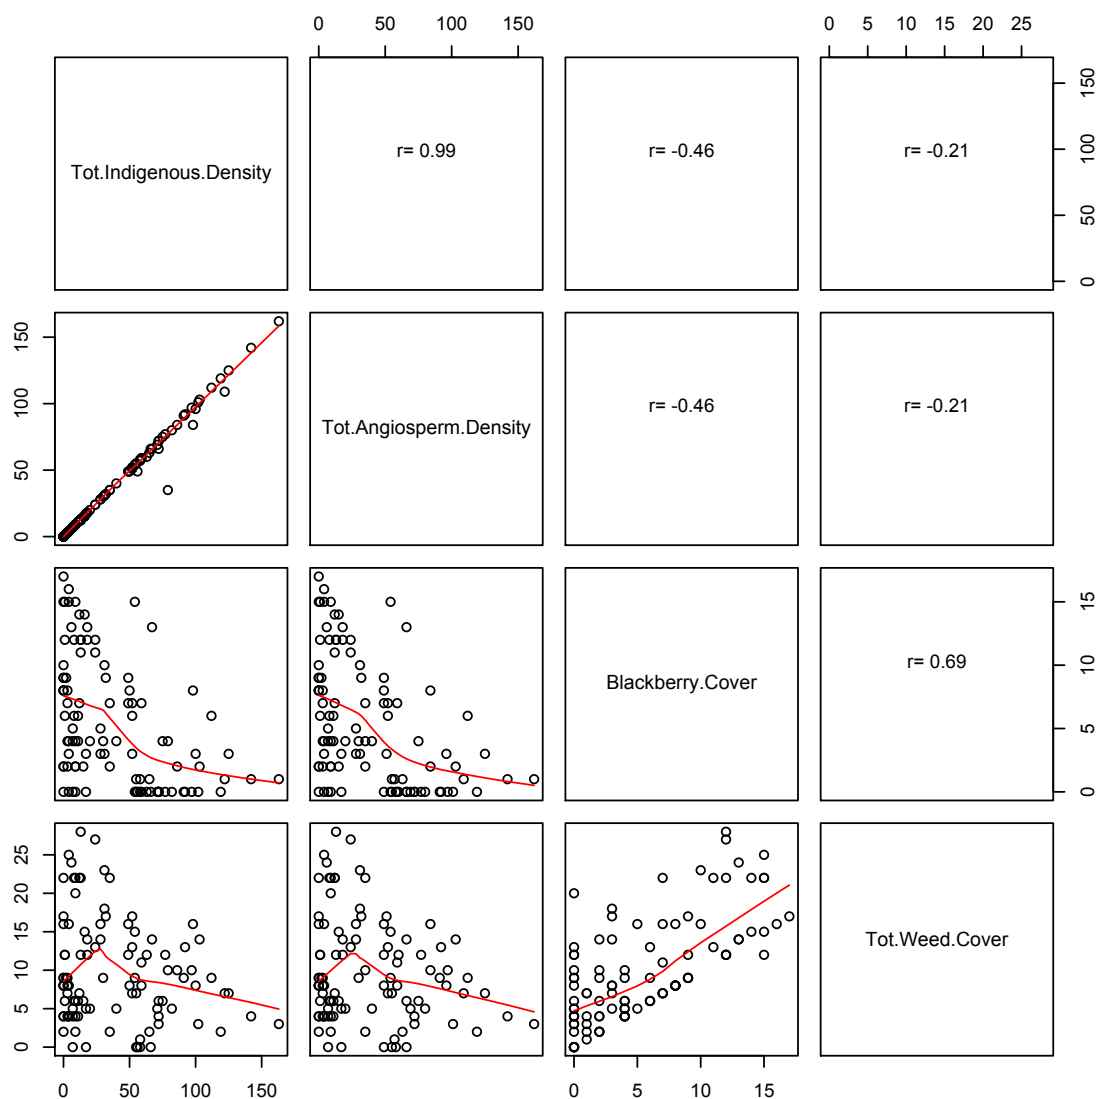 0 50 100 150 0 5 10 15 20 25
Tot.Indigenous.Density r= 0.99 r= -0.46 r= -0.21 0 50 100 150
0 50 100 150 Tot.Angiosperm.Density r= -0.46 r= -0.21
Blackberry.Cover r= 0.69 0 5 10 15
0 5 10 15 20 25 Tot.Weed.Cover
0 50 100 150 0 5 10 15